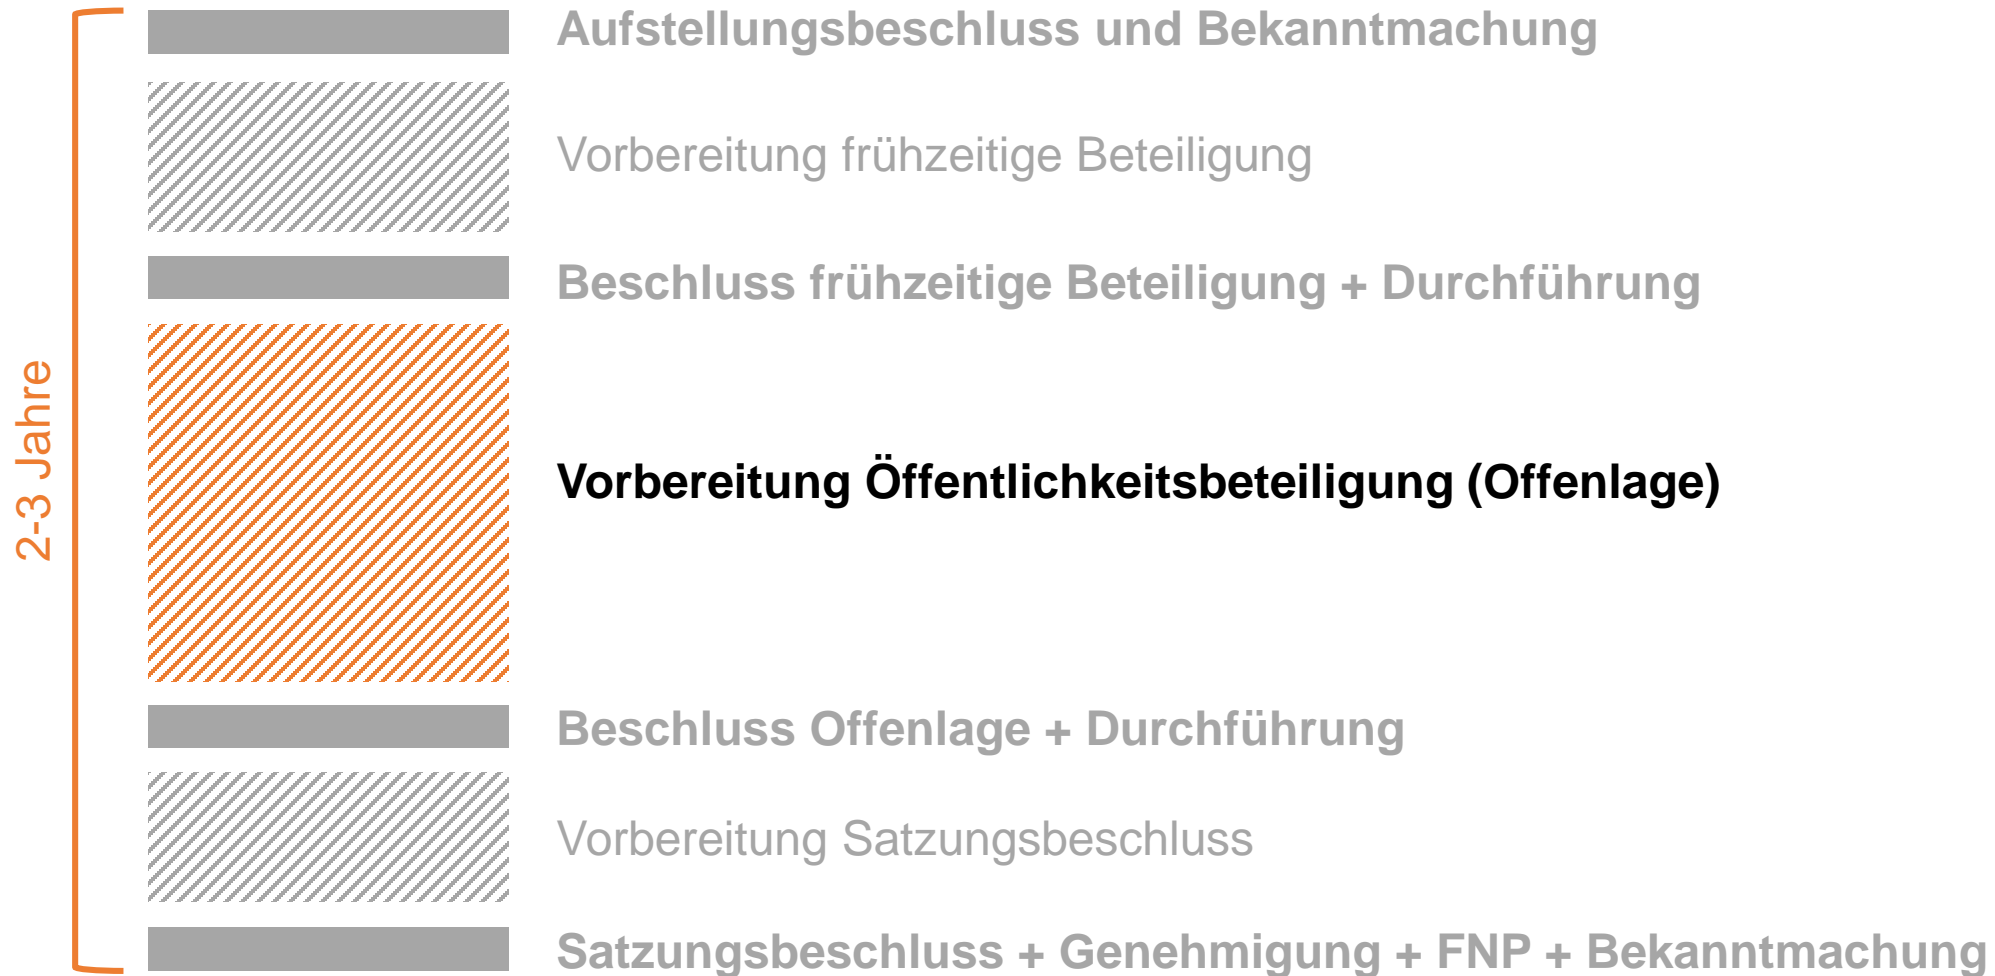 Aufstellungsbeschluss und Bekanntmachung
Vorbereitung frühzeitige Beteiligung
Beschluss frühzeitige Beteiligung + Durchführung
2-3 Jahre
Vorbereitung Öffentlichkeitsbeteiligung (Offenlage)
Beschluss Offenlage + Durchführung
Vorbereitung Satzungsbeschluss
Satzungsbeschluss + Genehmigung + FNP + Bekanntmachung